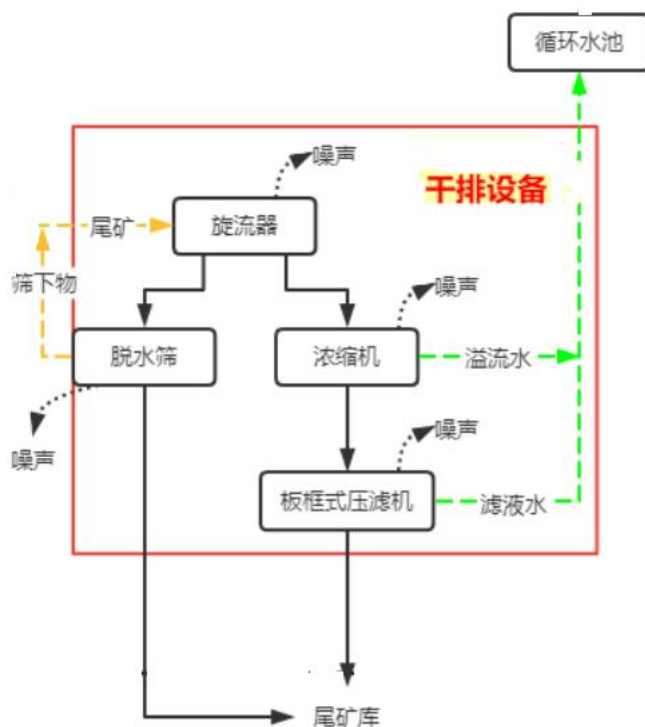 循环水池
噪声
干排设备
尾矿
旋流器
筛下物
噪声
脱水筛
浓缩机
溢流水
噪声
噪声
板框式压滤机
滤液水
尾矿库